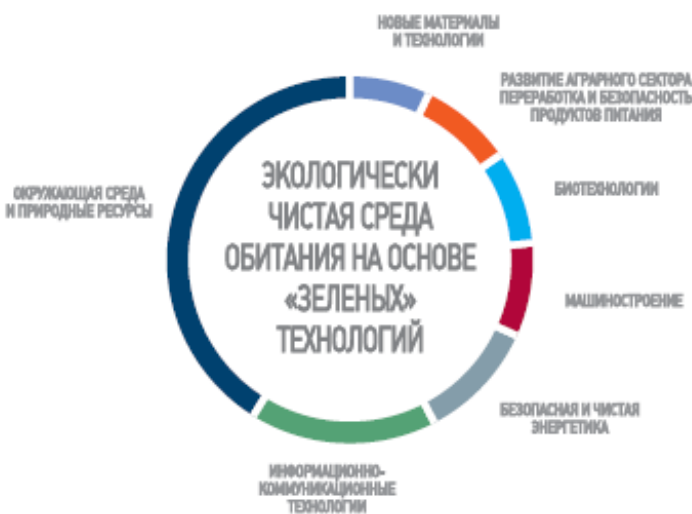 НОВЫЕ МАТЕРИАЛЫ
И ТЕХНОЛОГИИ
РАЗВИТИЕ АГРАРНОГО СЕКТОРА
ПЕРЕРАБОТКА И БЕЗОПАСНОСТЬ
ПРОДУКТОВ ПИТАНИЯ
БИОТЕХНОЛОГИИ
МАШИНОСТРОЕНИЕ
БЕЗОПАСНАЯ И ЧИСТАЯ
ЭНЕРГЕТИКА
ИНФОРМАЦИОННО-
КОММУНИКАЦИОННЫЕ
ТЕХНОЛОГИИ
ОКРУЖАЮЩАЯ СРЕДА
И ПРИРОДНЫЕ РЕСУРСЫ
ЭКОЛОГИЧЕСКИ
ЧИСТАЯ СРЕДА
ОБИТАНИЯ НА ОСНОВЕ
«ЗЕЛЕНЫХ»
ТЕХНОЛОГИЙ